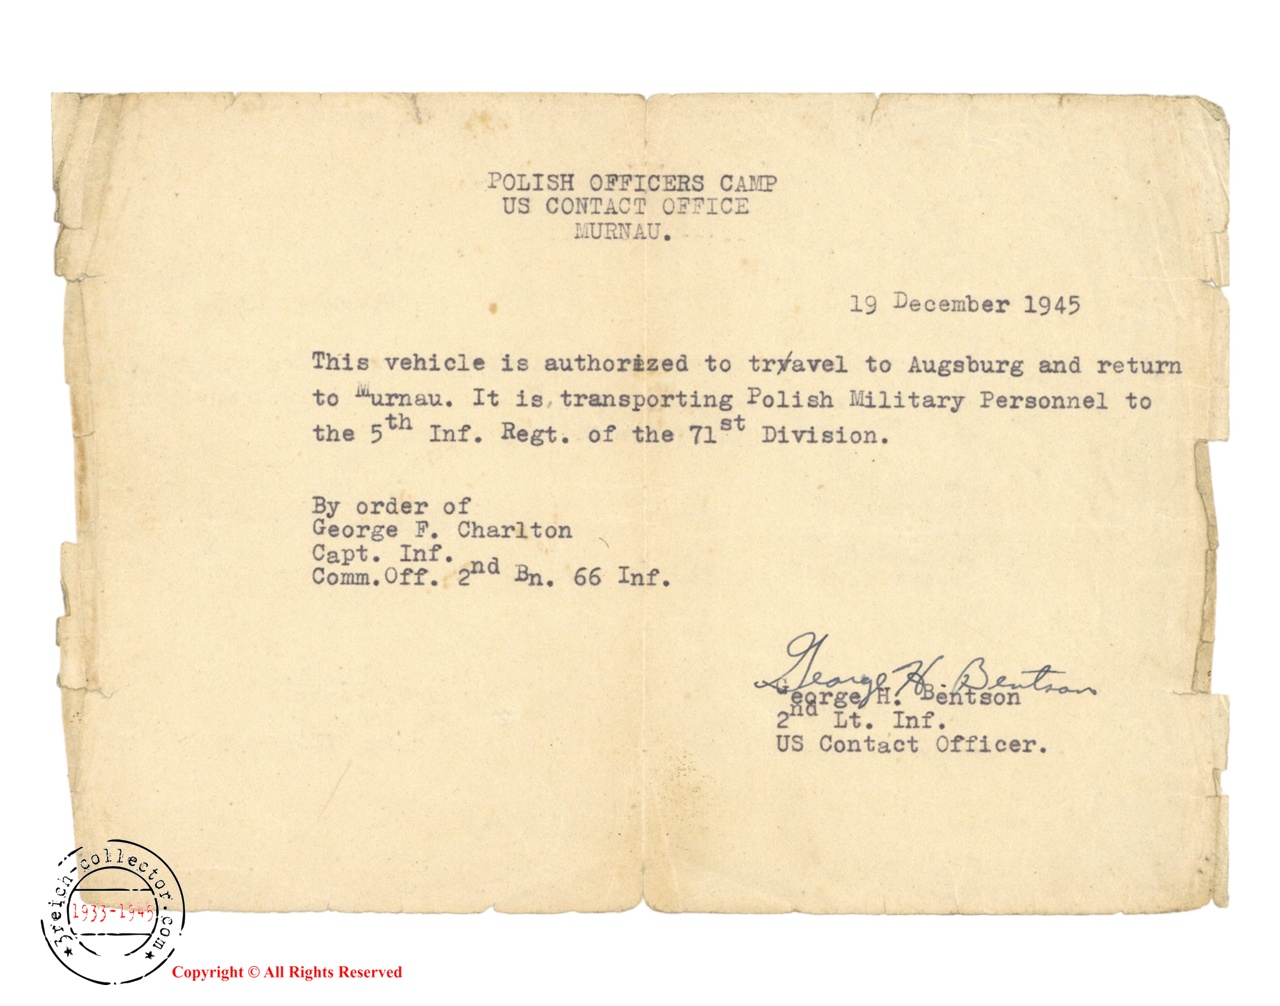 POLISH OFFICERS CAMP
US CONTACT OFFICE
MURNAU.
19 December 1945
This vehicle is authorized to try/avel to Augsburg and return
to Murnau. It is transporting Polish Military Personnel to
the 5th Inf. Regt. of the 71st Division.
By order of
George F. Charlton
Capt. Inf.
Comm.Off. 2nd Bn. 66 Inf.
George H. Bentson
George H. Bentson
2nd Lt. Inf.
US Contact Officer.
3reich-collector.com
1933-1945
Copyright © All Rights Reserved